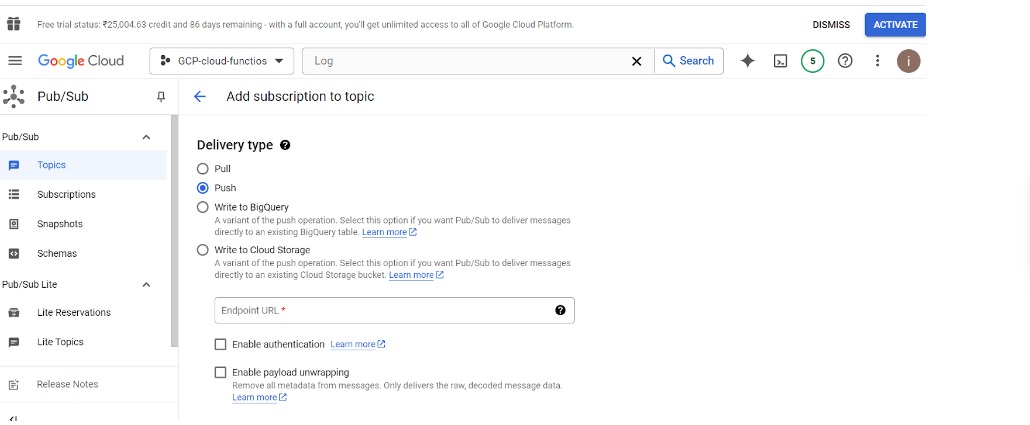 Free trial status: ₹25,004.63 credit and 86 days remaining - with a full account, you'll get unlimited access to all of Google Cloud Platform.
DISMISS
ACTIVATE
Google Cloud
GCP-cloud-functios
Log
Search
5
i
Pub/Sub
Add subscription to topic
Pub/Sub
Topics
Subscriptions
Snapshots
Schemas
Pub/Sub Lite
Lite Reservations
Lite Topics
Release Notes
Delivery type
Pull
Push
Write to BigQuery
A variant of the push operation. Select this option if you want Pub/Sub to deliver messages
directly to an existing BigQuery table. Learn more
Write to Cloud Storage
A variant of the push operation. Select this option if you want Pub/Sub to deliver messages
directly to an existing Cloud Storage bucket. Learn more
Endpoint URL *
Enable authentication Learn more
Enable payload unwrapping
Remove all metadata from messages. Only delivers the raw, decoded message data.
Learn more